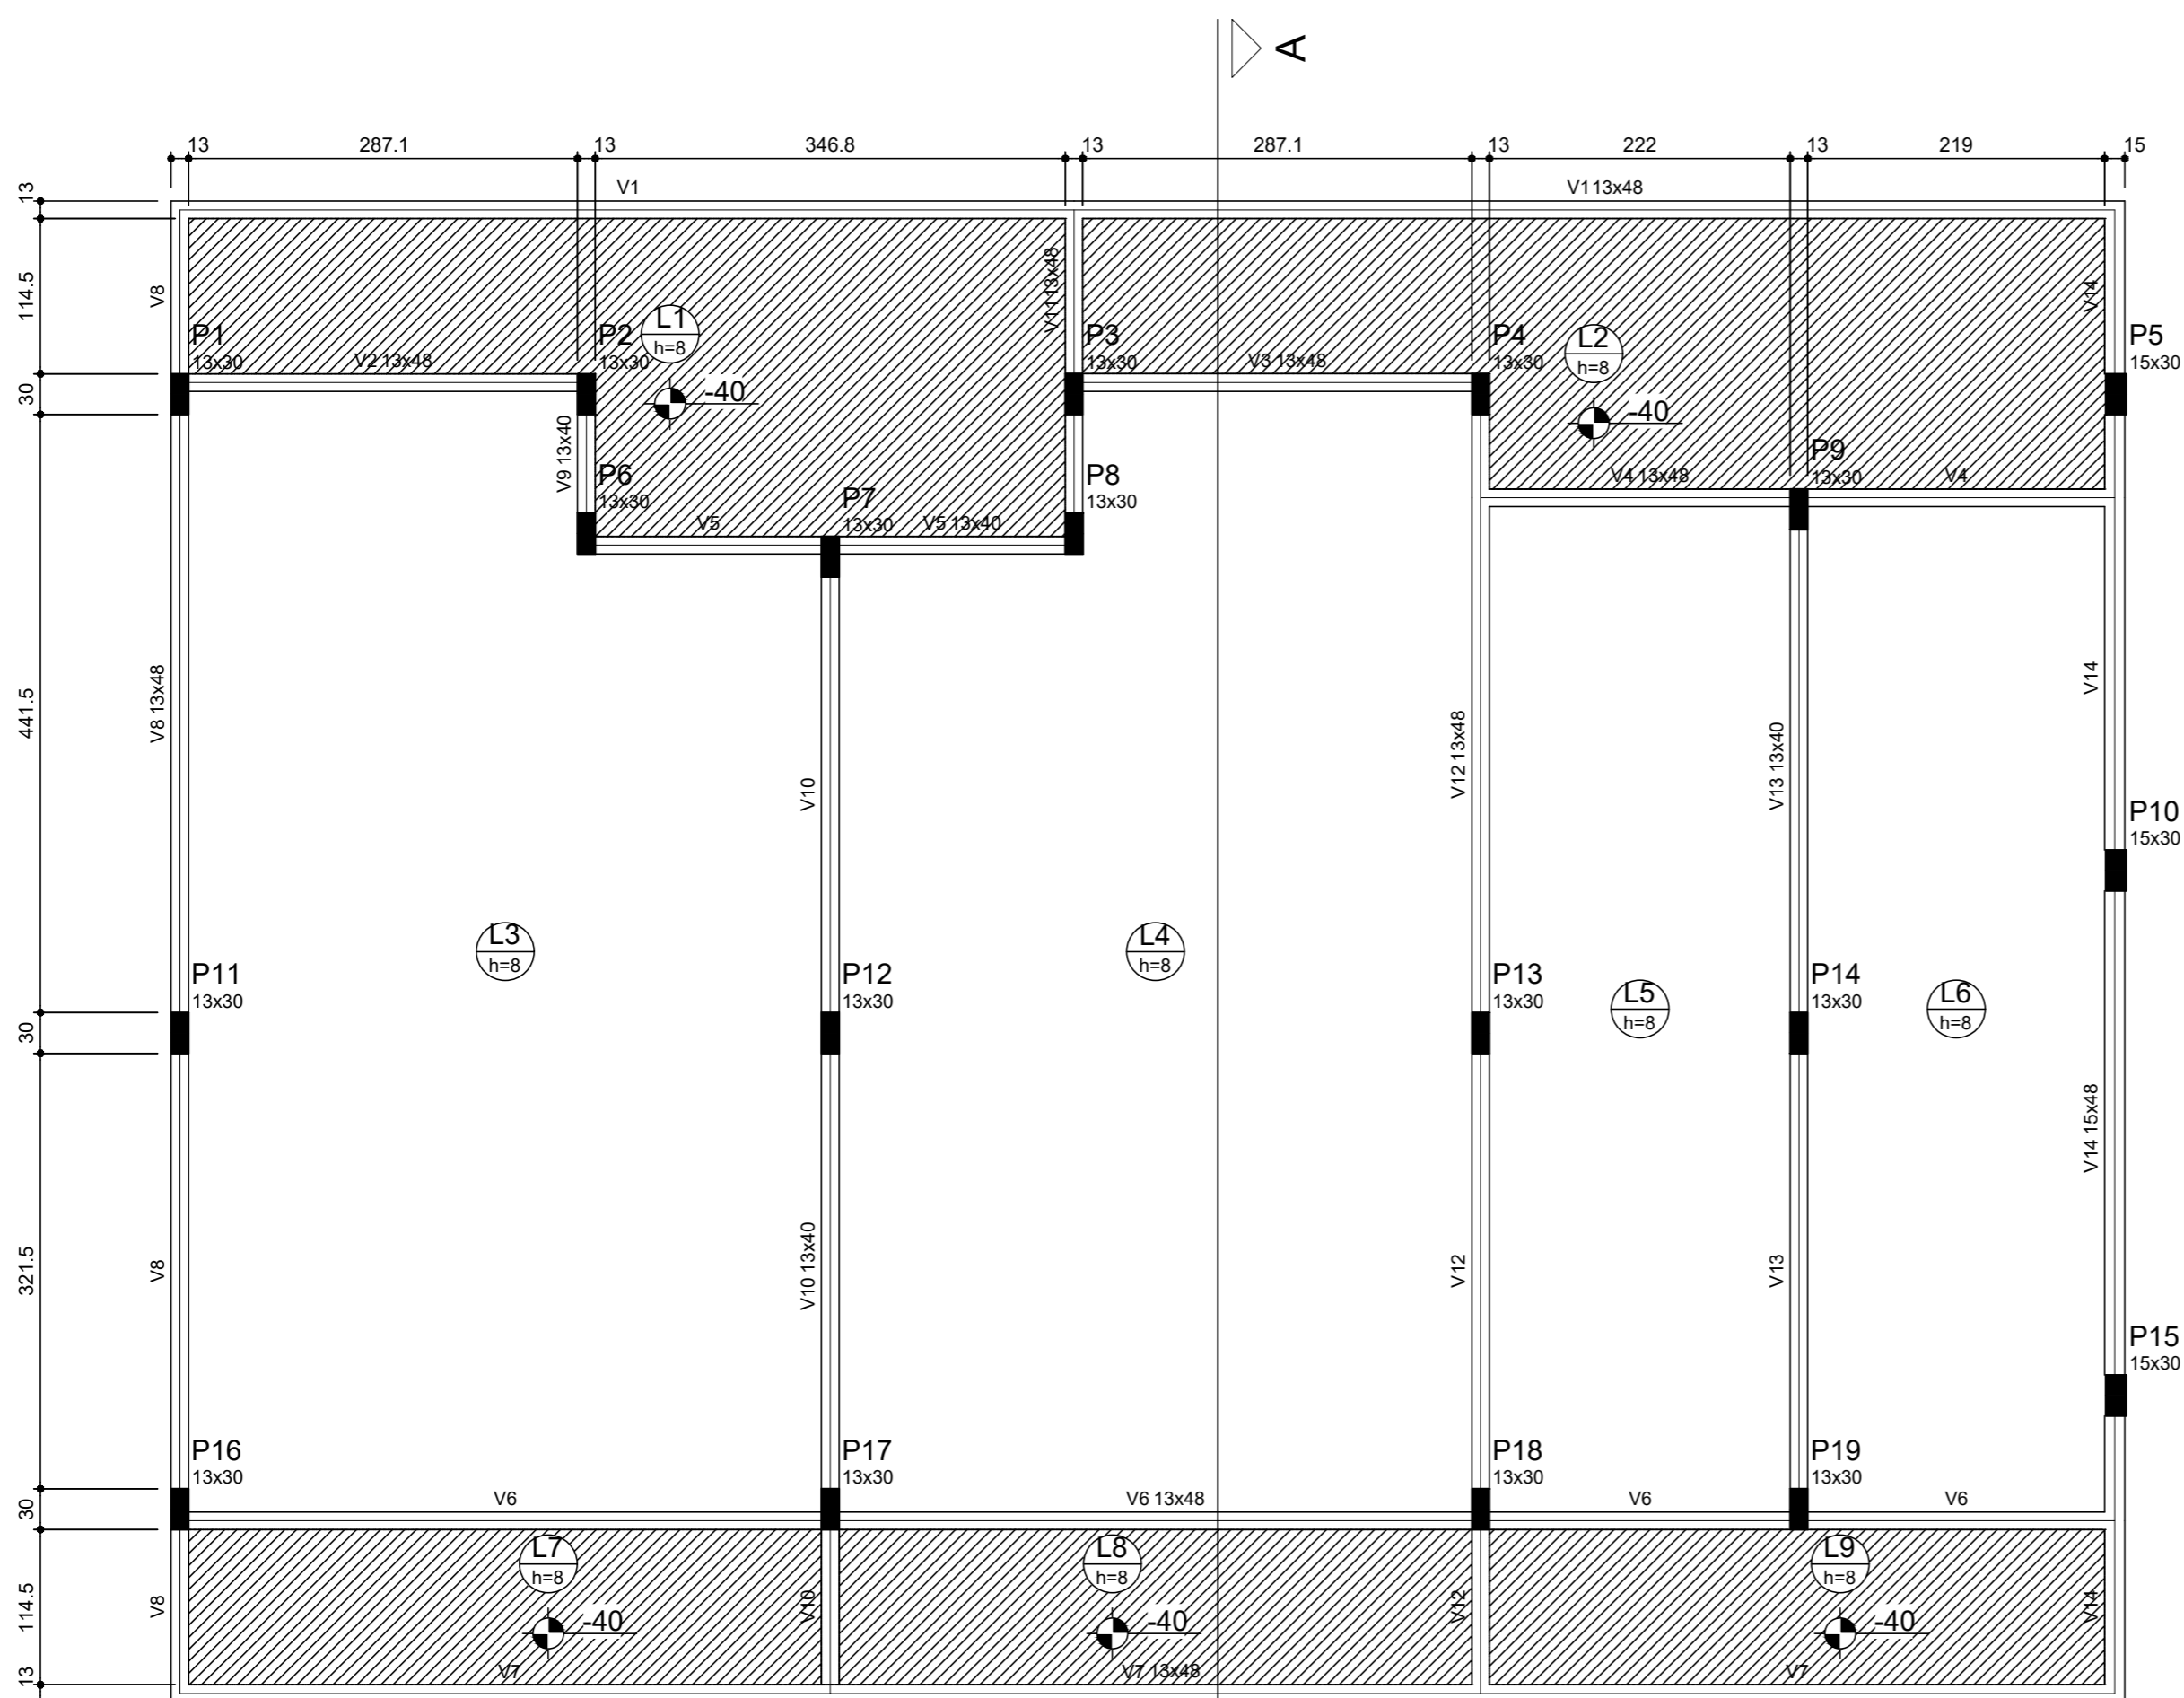 A
13 287.1 13 346.8 13 287.1 13 222 13 219 15
V1 V1 13x48
13
114.5
30
441.5
30
321.5
30
114.5
13
V8
V11 13x48
V14
P1
13x30
V2 13x48
P2
13x30
L1
h=8
-40
P3
13x30
V3 13x48
P4
13x30
L2
h=8
-40
P5
15x30
V9 13x40
P6
13x30
V5
P7
13x30
V5 13x40
P8
13x30
V4 13x48
P9
13x30
V4
V8 13x48
V10
V12 13x48
V13 13x40
V14
P10
15x30
L3
h=8
L4
h=8
P11
13x30
P12
13x30
P13
13x30
L5
h=8
P14
13x30
L6
h=8
V14 15x48
V8
V10 13x40
V12
V13
P15
15x30
P16
13x30
P17
13x30
P18
13x30
P19
13x30
V6
V6 13x48
V6
V6
L7
h=8
-40
L8
h=8
-40
L9
h=8
-40
V8
V10
V12
V14
V7
V7 13x48
V7